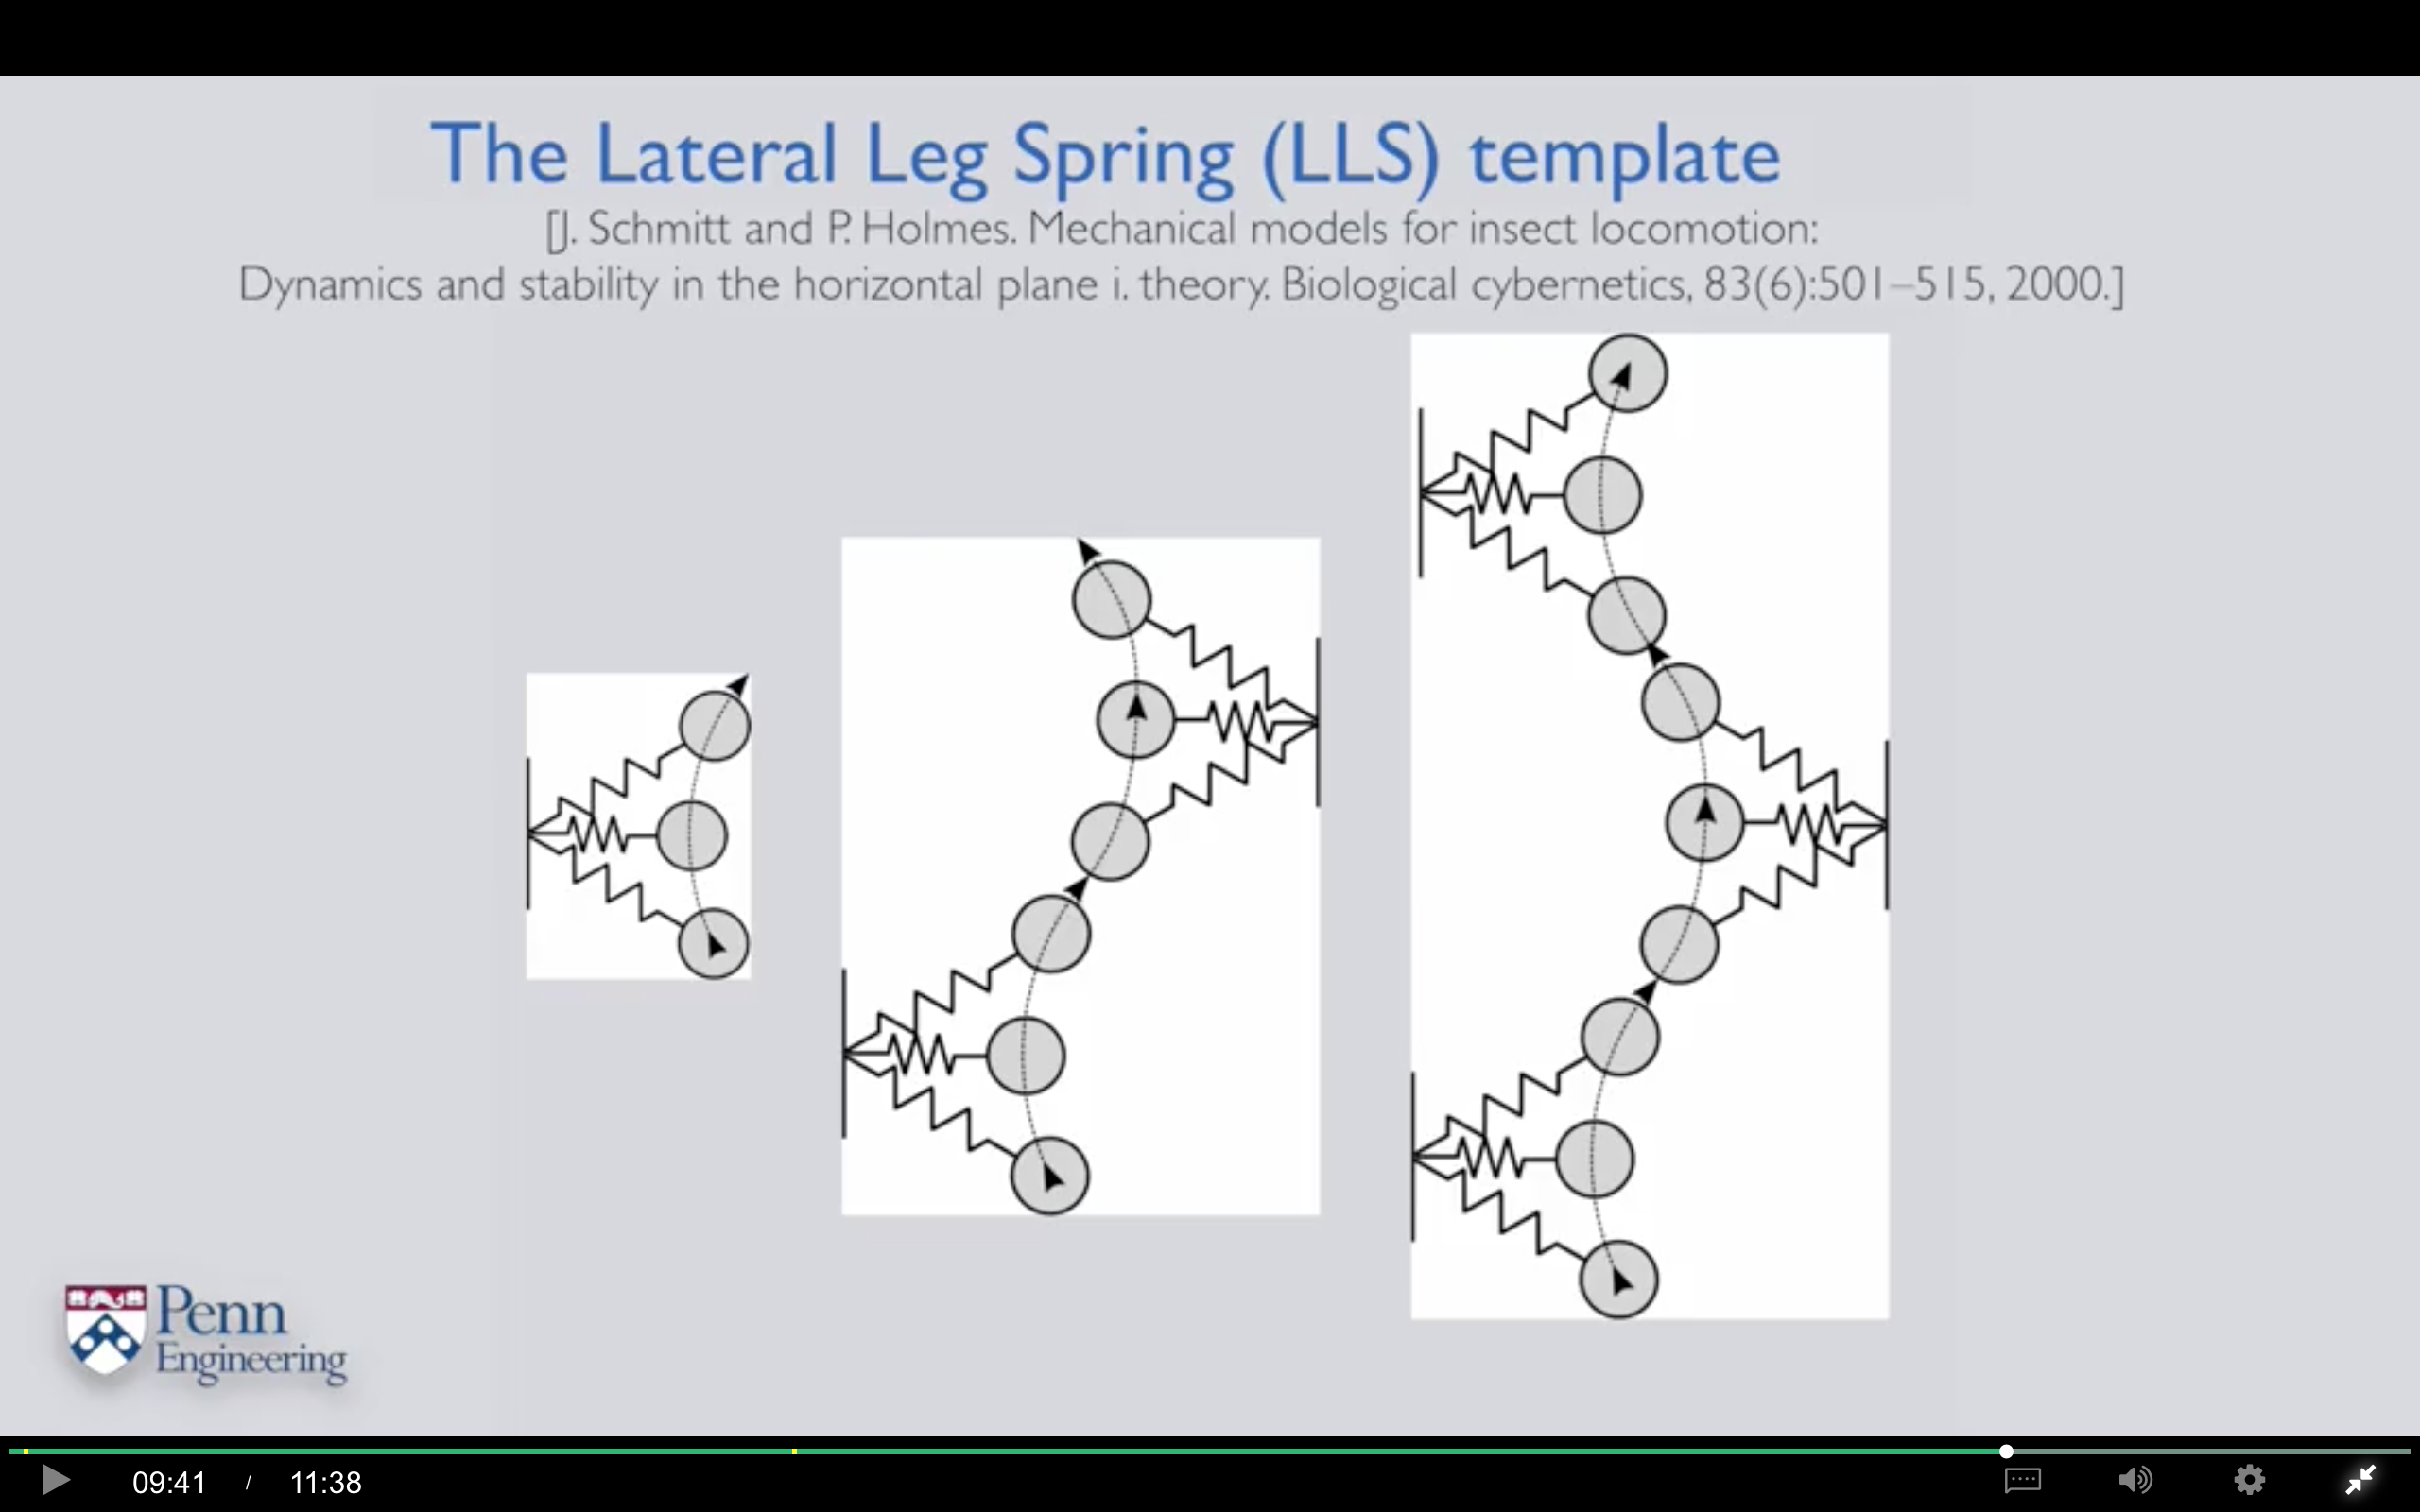 The Lateral Leg Spring (LLS) template
[J. Schmitt and P. Holmes. Mechanical models for insect locomotion:
Dynamics and stability in the horizontal plane i. theory. Biological cybernetics, 83(6):501–515, 2000.]
Penn
Engineering
09:41 / 11:38